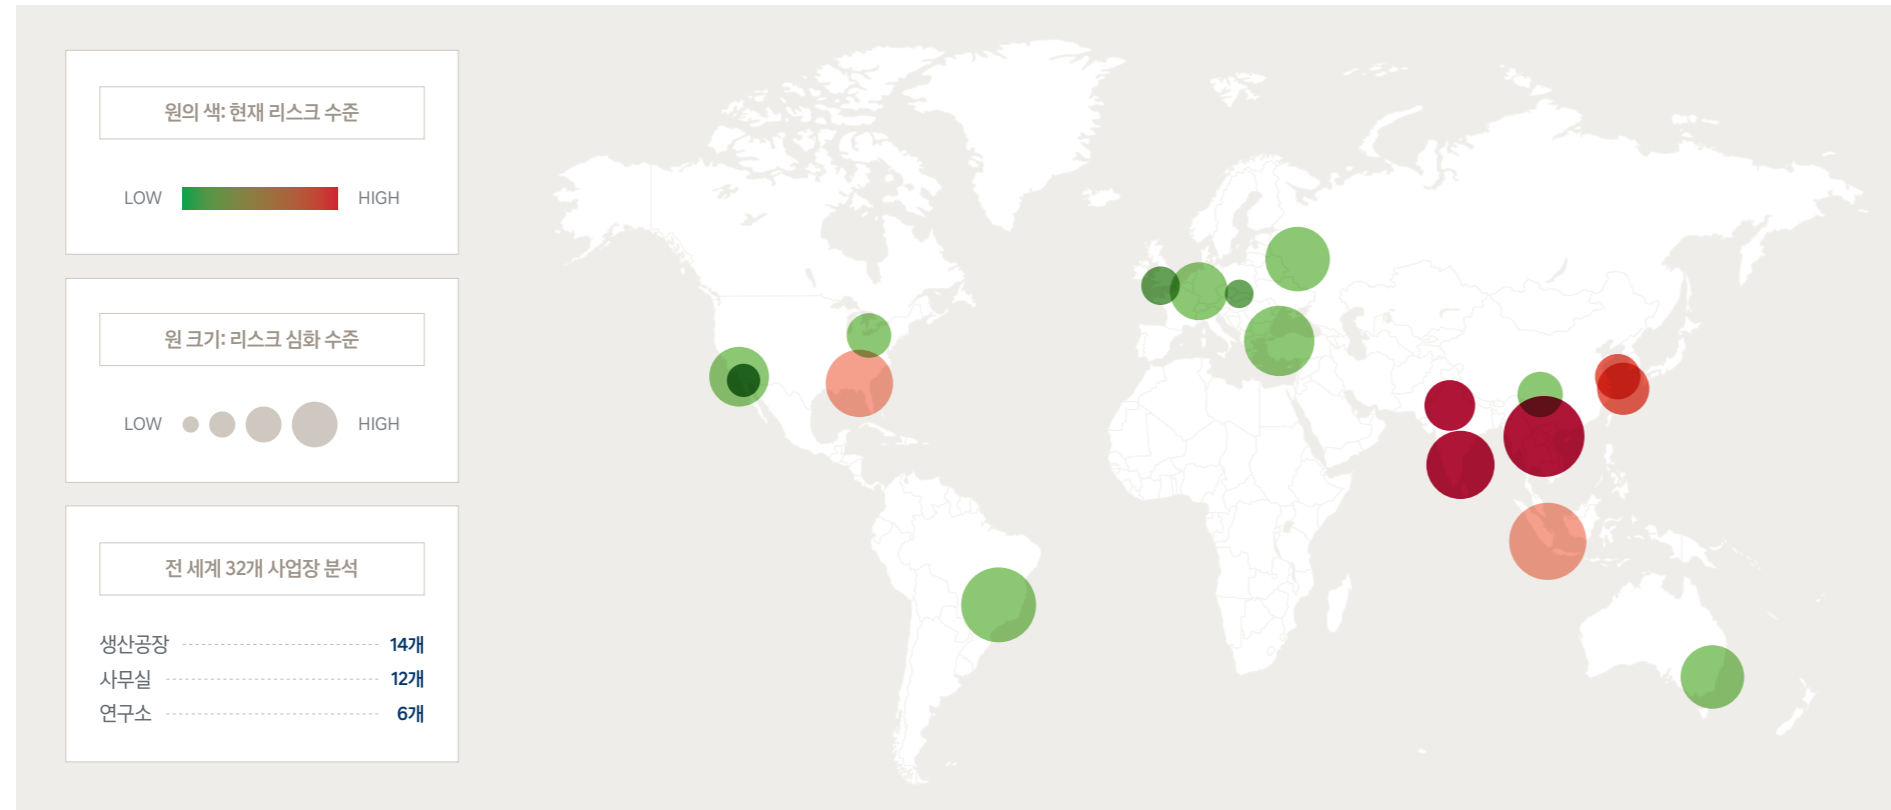 원의 색: 현재 리스크 수준
LOW HIGH
원 크기: 리스크 심화 수준
LOW HIGH
전 세계 32개 사업장 분석
생산공장 14개
사무실 12개
연구소 6개